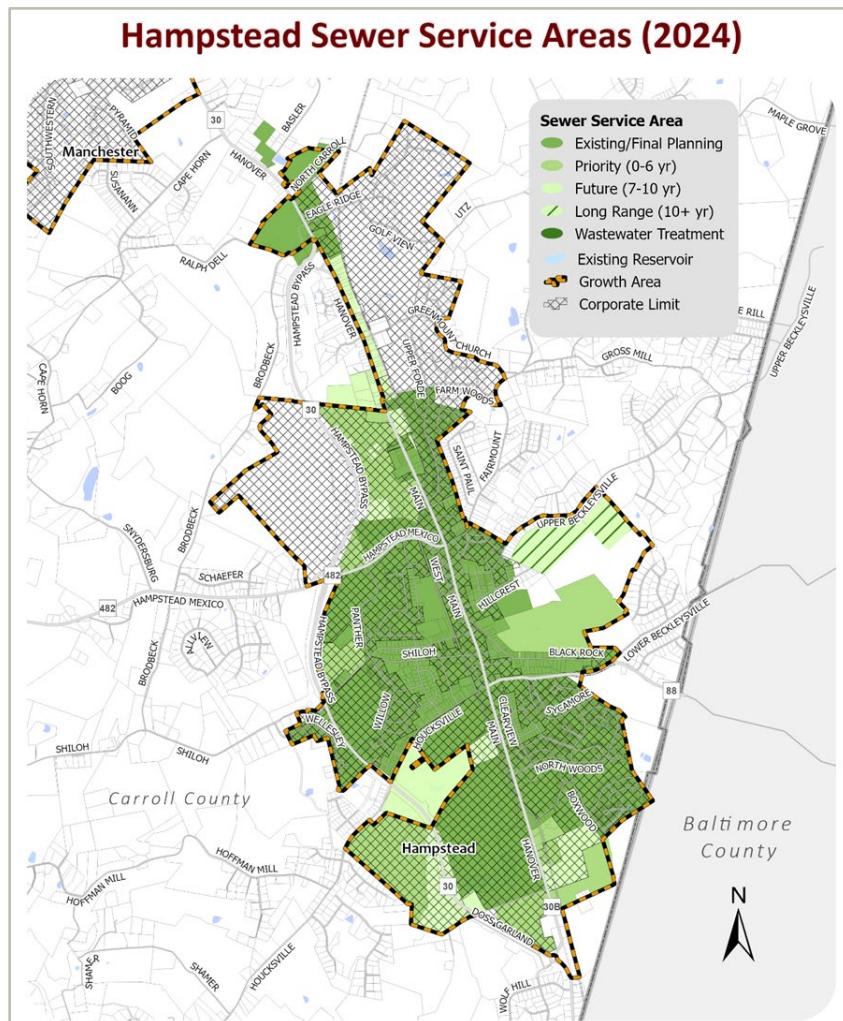 Hampstead Sewer Service Areas (2024)
Sewer Service Area
Existing/Final Planning
Priority (0-6 yr)
Future (7-10 yr)
Long Range (10+ yr)
Wastewater Treatment
Existing Reservoir
Growth Area
Corporate Limit
SOUTHWESTERN
PYRAMID
Manchester
SUSANANN
CAPE HORN
30
HANOVER
BASLER
NORTH CARROLL
EAGLE RIDGE
GOLF VIEW
UTZ
MAPLE GROVE
RALPH DELL
HAMPSTEAD BYPASS
HANOVER
GREENMOUNT CHURCH
E RILL
UPPER BECKLEYSVILLE
CAPE HORN
BOOG
BRODBECK
UPPER FORDE
GROSS MILL
FARM WOODS
30
HAMPSTEAD BYPASS
MAIN
SAINT PAUL
FAIRMOUNT
UPPER BECKLEYSVILLE
SNYDERSBURG
BRODBECK
HAMPSTEAD MEXICO
WEST
SCHAEFER
482
482
HAMPSTEAD MEXICO
HILLCREST
MAIN
PANTHER
HAMPSTEAD BYPASS
ALLVIEW
BRODBECK
SHILOH
BLACK ROCK
LOWER BECKLEYSVILLE
88
WILLOW
CLEARVIEW
SYCAMORE
MAIN
WELLESLEY
HOUCKSVILLE
SHILOH
SHILOH
NORTH WOODS
BOXWOOD
Carroll County
Baltimore
County
Hampstead
HANOVER
HOFFMAN MILL
HOFFMAN MILL
30
30B
DOSS GARLAND
N
SHAMER
SHAMER
HOUCKSVILLE
WOLF HILL